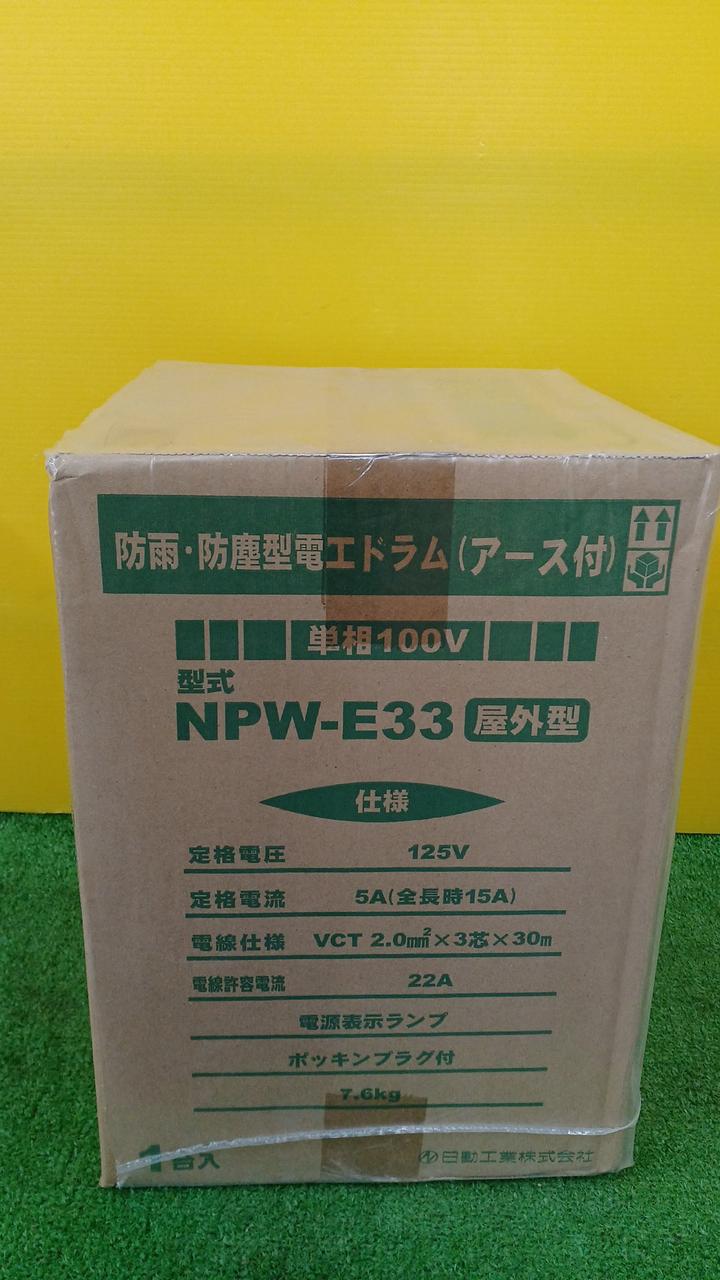 防雨・防塵型電工ドラム(アース付)
単相100V
型式
NPW-E33 屋外型
仕様
定格電圧 125V
定格電流 5A(全長時15A)
電線仕様 VCT 2.0㎟×3芯×30m
電線許容電流 22A
電源表示ランプ
ポッキンプラグ付
7.6kg
1台入 日動工業株式会社